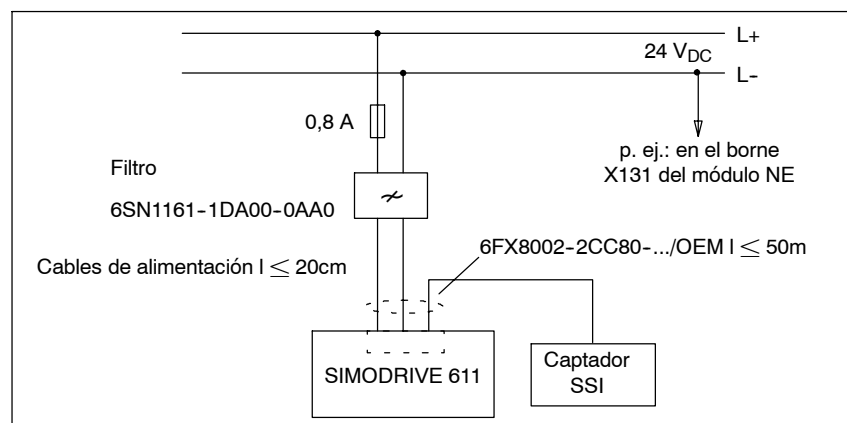 L+
24 VDC
L-
0,8 A
p. ej.: en el borne
X131 del módulo NE
Filtro
6SN1161-1DA00-0AA0
6FX8002-2CC80-.../OEM l ≤ 50m
Cables de alimentación l ≤ 20cm
SIMODRIVE 611
Captador
SSI